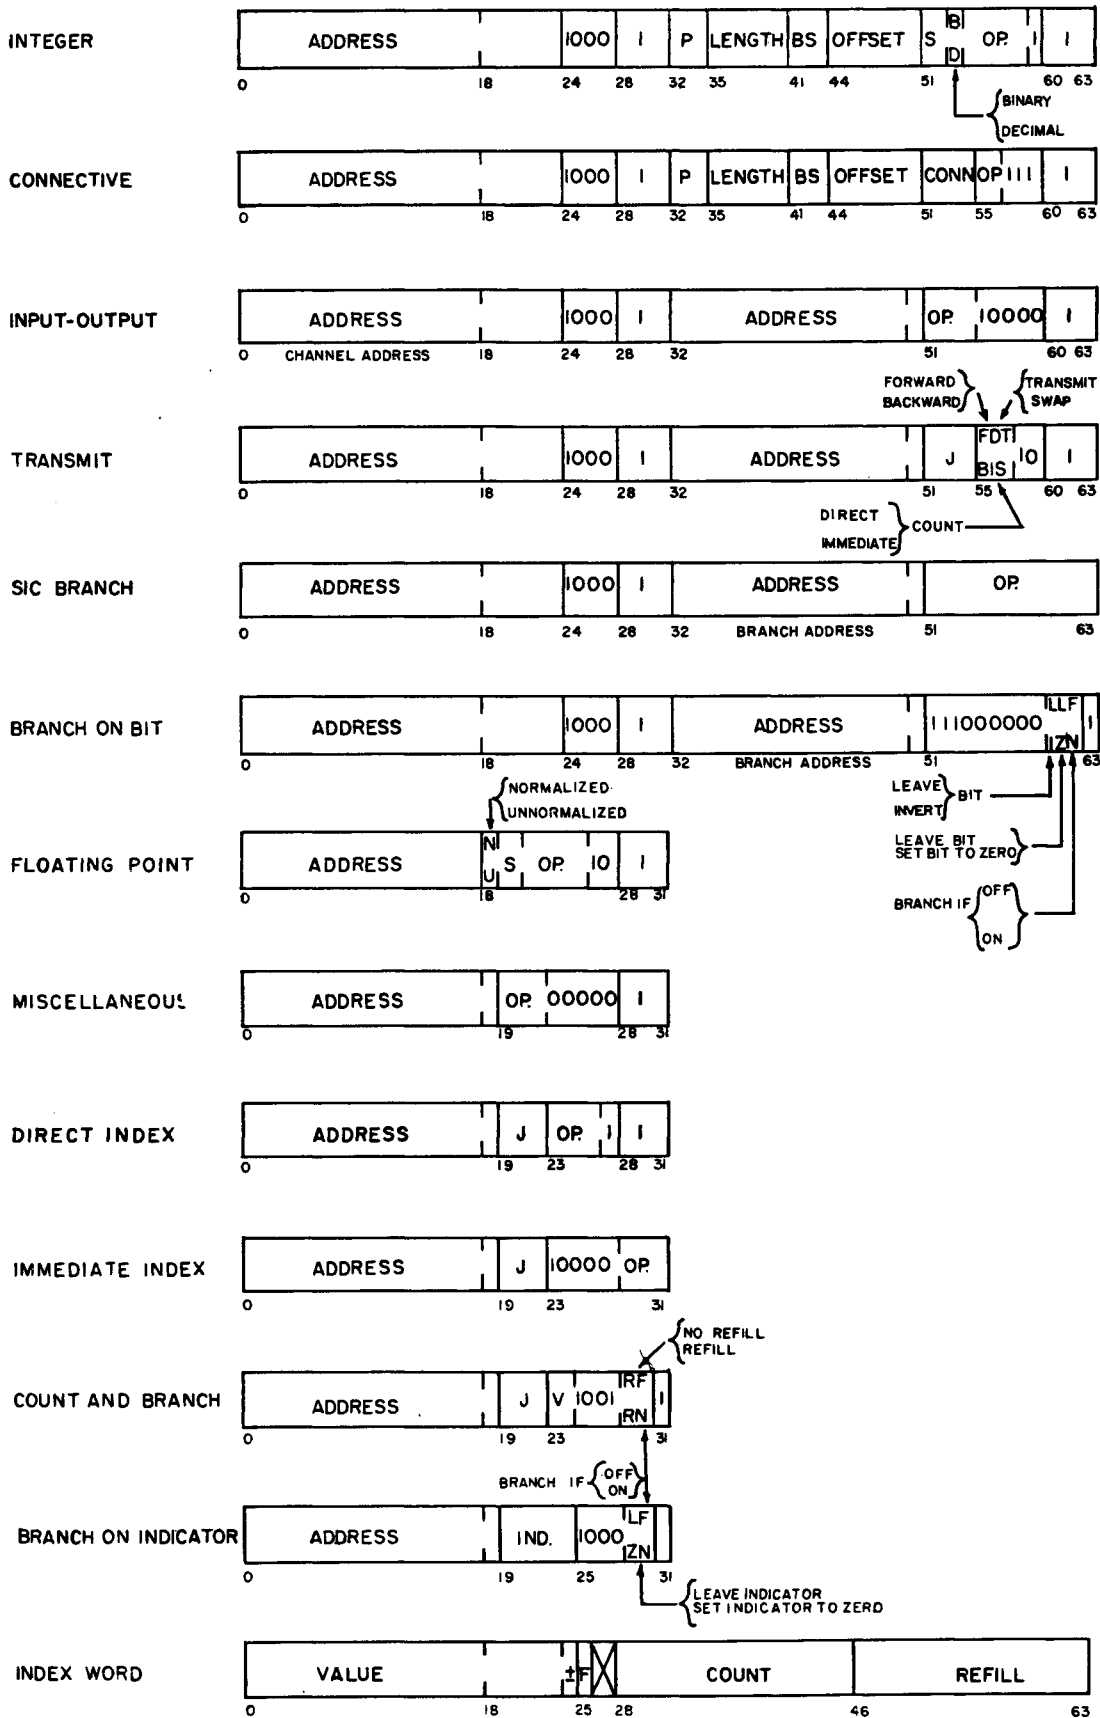 INTEGER ADDRESS 1000 I P LENGTH BS OFFSET S B D OP. 1 I
0 18 24 28 32 35 41 44 51 60 63
BINARY
DECIMAL
CONNECTIVE ADDRESS 1000 I P LENGTH BS OFFSET CONN OP 111 I
0 18 24 28 32 35 41 44 51 55 60 63
INPUT-OUTPUT ADDRESS 1000 I ADDRESS OP. 10000 I
0 CHANNEL ADDRESS 18 24 28 32 51 60 63
FORWARD TRANSMIT
BACKWARD SWAP
TRANSMIT ADDRESS 1000 I ADDRESS J FDT BIS 10 I
0 18 24 28 32 51 55 60 63
DIRECT
COUNT
IMMEDIATE
SIC BRANCH ADDRESS 1000 I ADDRESS OP.
0 18 24 28 32 BRANCH ADDRESS 51 63
BRANCH ON BIT ADDRESS 1000 I ADDRESS 111000000 LLF IZN 1
0 18 24 28 32 BRANCH ADDRESS 51 63
NORMALIZED
UNNORMALIZED
LEAVE
BIT
INVERT
FLOATING POINT ADDRESS N U S OP. 10 I
0 18 28 31
LEAVE BIT
SET BIT TO ZERO
BRANCH IF OFF
ON
MISCELLANEOUS ADDRESS OP. 00000 I
0 19 28 31
DIRECT INDEX ADDRESS J OP. 1 I
0 19 23 28 31
IMMEDIATE INDEX ADDRESS J 10000 OP.
0 19 23 31
NO REFILL
REFILL
COUNT AND BRANCH ADDRESS J V 1001 RF RN 1
0 19 23 31
BRANCH IF OFF
ON
BRANCH ON INDICATOR ADDRESS IND. 1000 LF ZN
0 19 25 31
LEAVE INDICATOR
SET INDICATOR TO ZERO
INDEX WORD VALUE ± F COUNT REFILL
0 18 25 28 46 63